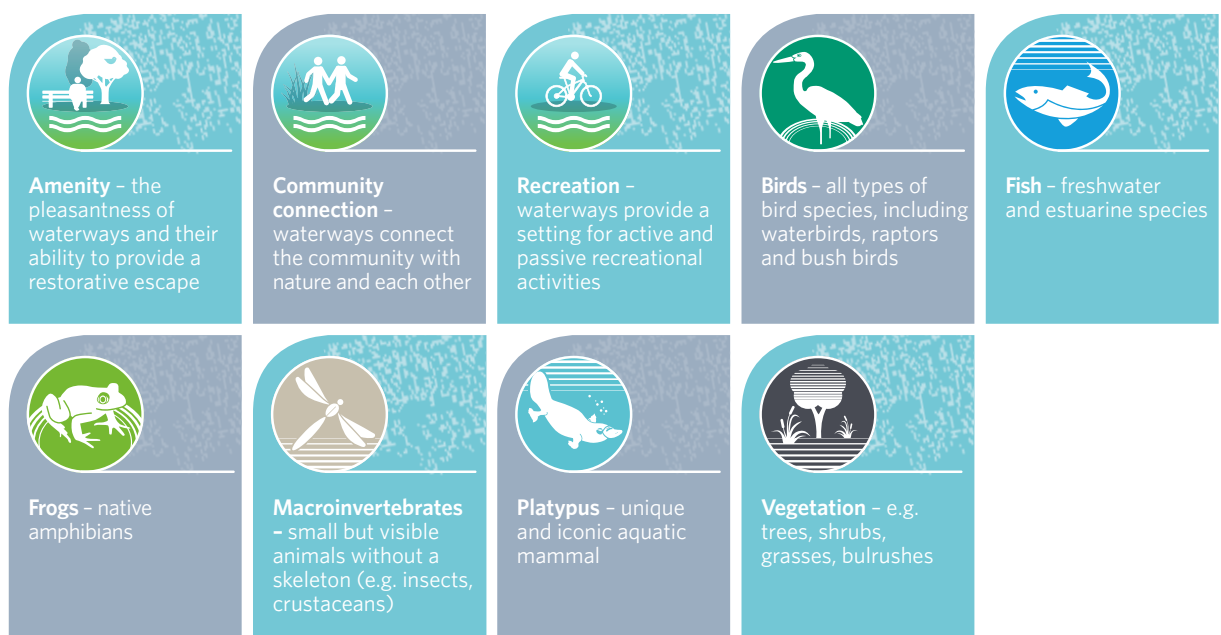 Amenity – the
pleasantness of
waterways and their
ability to provide a
restorative escape
Community
connection –
waterways connect
the community with
nature and each other
Recreation –
waterways provide a
setting for active and
passive recreational
activities
Birds – all types of
bird species, including
waterbirds, raptors
and bush birds
Fish – freshwater
and estuarine species
Frogs – native
amphibians
Macroinvertebrates
– small but visible
animals without a
skeleton (e.g. insects,
crustaceans)
Platypus – unique
and iconic aquatic
mammal
Vegetation – e.g.
trees, shrubs,
grasses, bulrushes